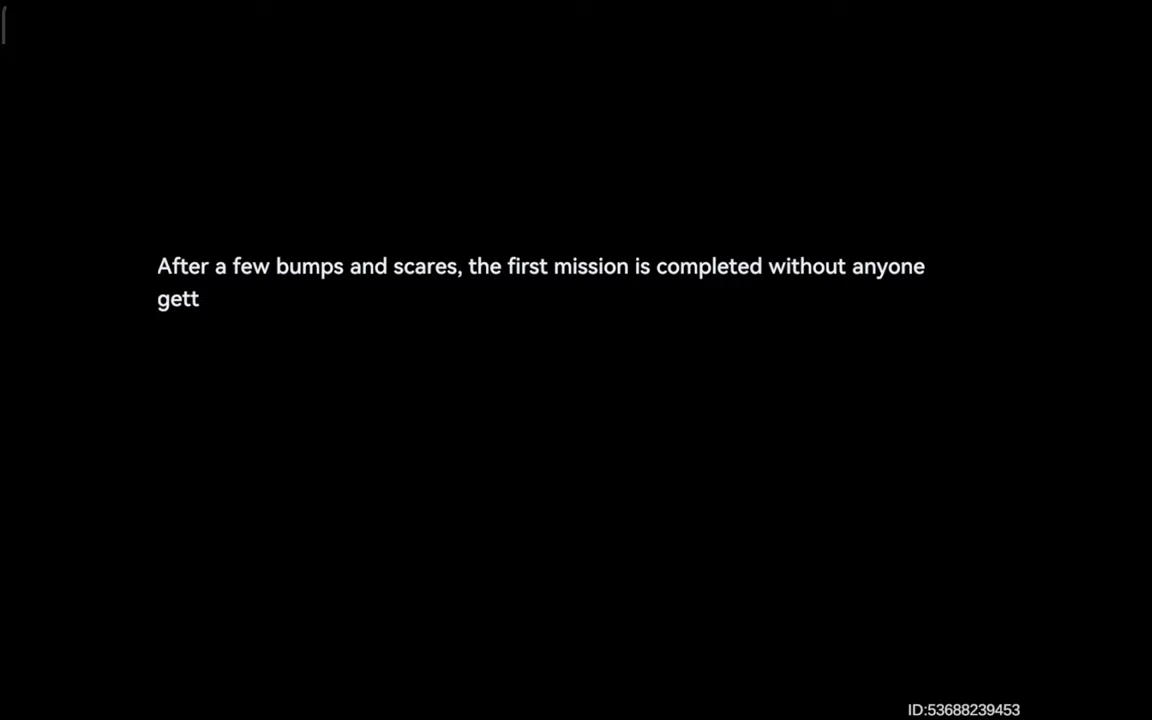 After a few bumps and scares, the first mission is completed without anyone
gett
ID:53688239453